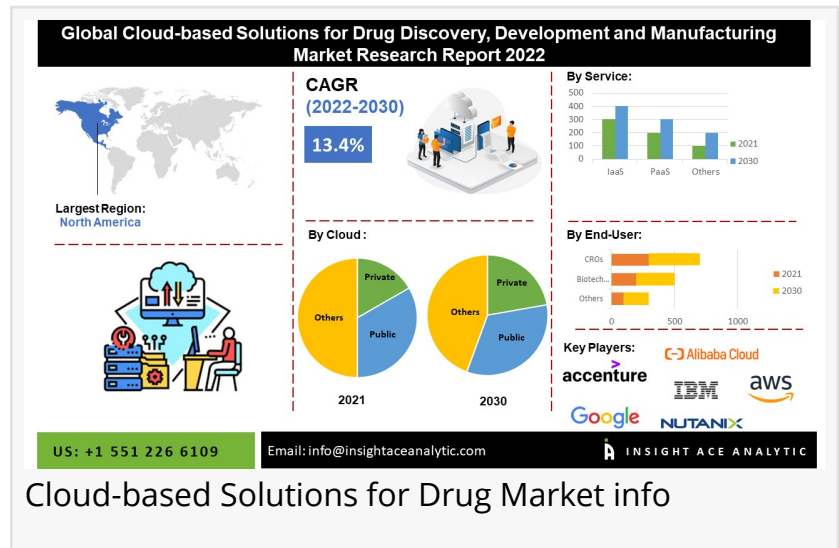 Global Cloud-based Solutions for Drug Discovery, Development and Manufacturing
Market Research Report 2022
Largest Region:
North America
CAGR
(2022-2030)
13.4%
By Service:
500
400
300
200
100
0
IaaS
PaaS
Others
2021
2030
By Cloud :
Private
Public
Others
2021
Private
Public
Others
2030
By End-User:
CROs
Biotech...
Others
0
500
1000
2021
2030
Key Players:
accenture
Alibaba Cloud
IBM
aws
Google
NUTANIX
US: +1 551 226 6109
Email: info@insightaceanalytic.com
INSIGHT ACE ANALYTIC
Cloud-based Solutions for Drug Market info